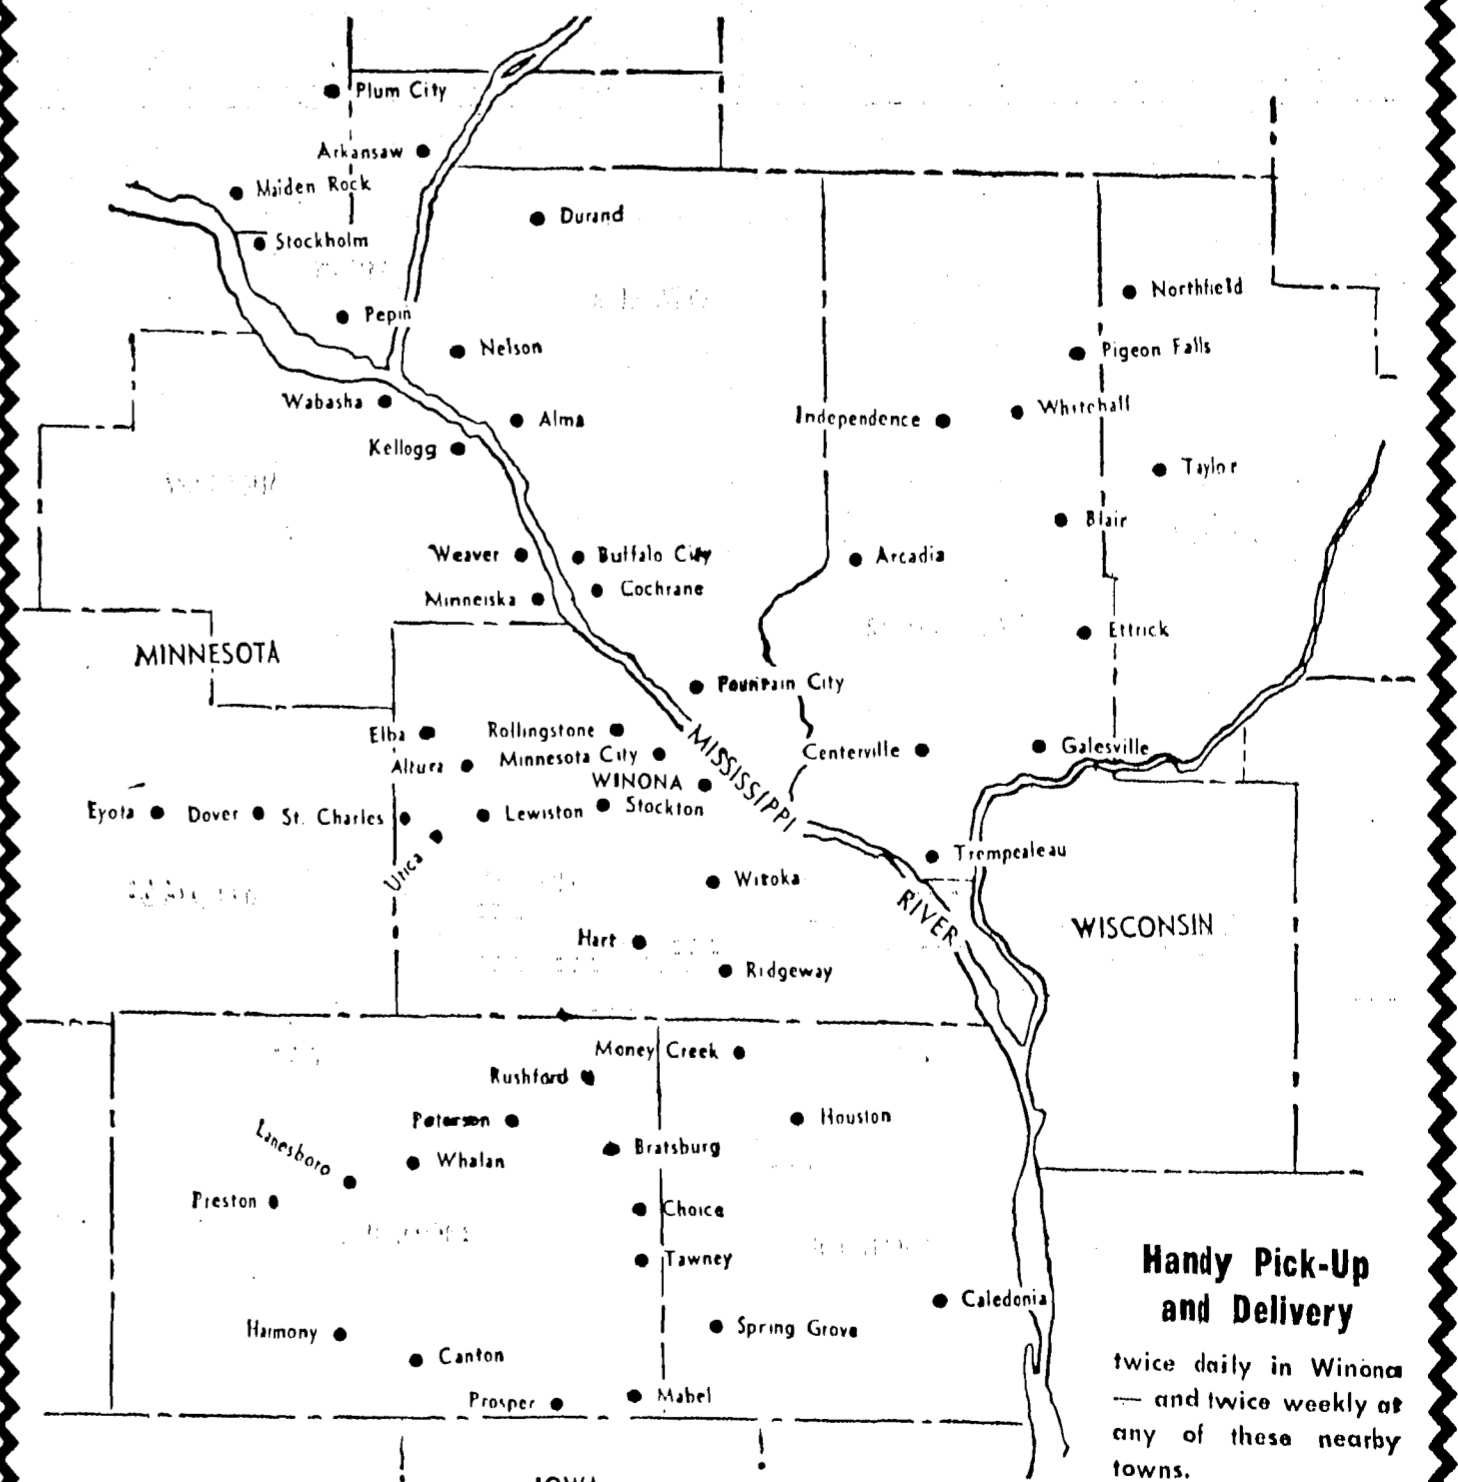 Plum City
Arkansaw
Maiden Rock
Durand
Stockholm
Northfield
Pepin
Nelson
Pigeon Falls
Wabasha
Whitehall
Independence
Alma
Kellogg
Taylor
Blair
Weaver
Buffalo City
Arcadia
Cochrane
Minneiska
Ettrick
MINNESOTA
Fountain City
Elba
Rollingstone
Minnesota City
Centerville
Galesville
Altura
MISSISSIPPI
WINONA
Eyota
Dover
St. Charles
Lewiston
Stockton
Utica
Trempealeau
Witoka
RIVER
WISCONSIN
Hart
Ridgeway
Money Creek
Rushford
Peterson
Houston
Lanesboro
Whalan
Bratsburg
Preston
Choice
Tawney
Caledonia
Harmony
Spring Grove
Canton
Prosper
Mabel
IOWA
Handy Pick-Up
and Delivery
twice daily in Winona
— and twice weekly at
any of these nearby
towns.